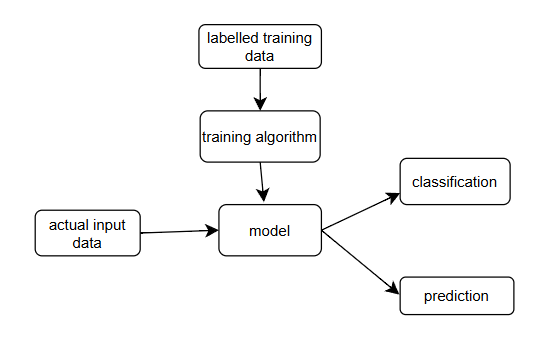 labelled training
data
training algorithm
classification
actual input
data
model
prediction